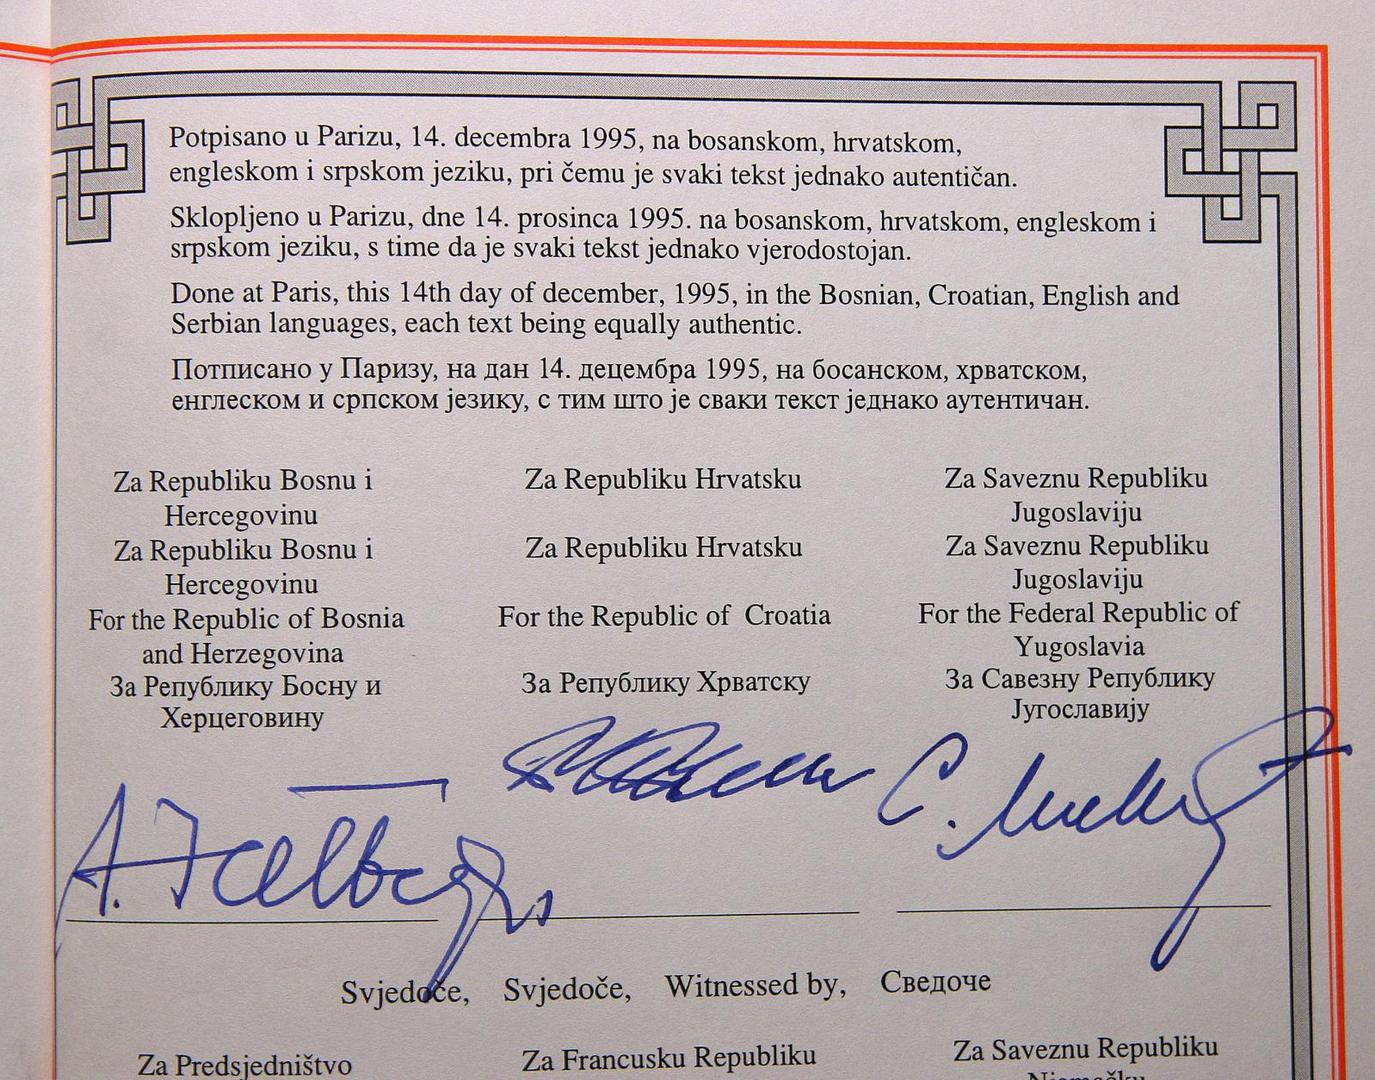 Potpisano u Parizu, 14. decembra 1995, na bosanskom, hrvatskom,
engleskom i srpskom jeziku, pri čemu je svaki tekst jednako autentičan.
Sklopljeno u Parizu, dne 14. prosinca 1995. na bosanskom, hrvatskom, engleskom i
srpskom jeziku, s time da je svaki tekst jednako vjerodostojan.
Done at Paris, this 14th day of december, 1995, in the Bosnian, Croatian, English and
Serbian languages, each text being equally authentic.
Потписано у Паризу, на дан 14. децембра 1995, на босанском, хрватском,
енглеском и српском језику, с тим што је сваки текст једнако аутентичан.
Za Republiku Bosnu i
Hercegovinu
Za Republiku Bosnu i
Hercegovinu
For the Republic of Bosnia
and Herzegovina
За Републику Босну и
Херцеговину
Za Republiku Hrvatsku
Za Republiku Hrvatsku
For the Republic of Croatia
За Републику Хрватску
Za Saveznu Republiku
Jugoslaviju
Za Saveznu Republiku
Jugoslaviju
For the Federal Republic of
Yugoslavia
За Савезну Републику
Југославију
Svjedoče, Svjedoče, Witnessed by, Сведоче
Za Predsjedništvo
Za Francusku Republiku
Za Saveznu Republiku
Njemačku